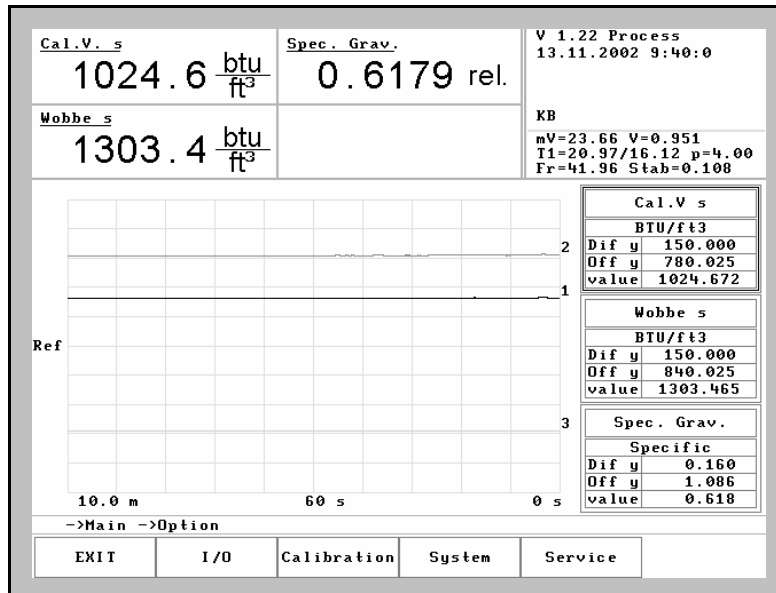 Cal.V. s
1024.6 btu/ft³
Spec. Grav.
0.6179 rel.
V 1.22 Process
13.11.2002 9:40:0
KB
Wobbe s
1303.4 btu/ft³
mV=23.66 V=0.951
T1=20.97/16.12 p=4.00
Fr=41.96 Stab=0.108
Cal.V s
BTU/ft3
Dif y 150.000
Off y 780.025
value 1024.672
2
1
Wobbe s
BTU/ft3
Dif y 150.000
Off y 840.025
value 1303.465
Ref
3
Spec. Grav.
Specific
Dif y 0.160
Off y 1.086
value 0.618
10.0 m 60 s 0 s
->Main ->Option
EXIT I/O Calibration System Service